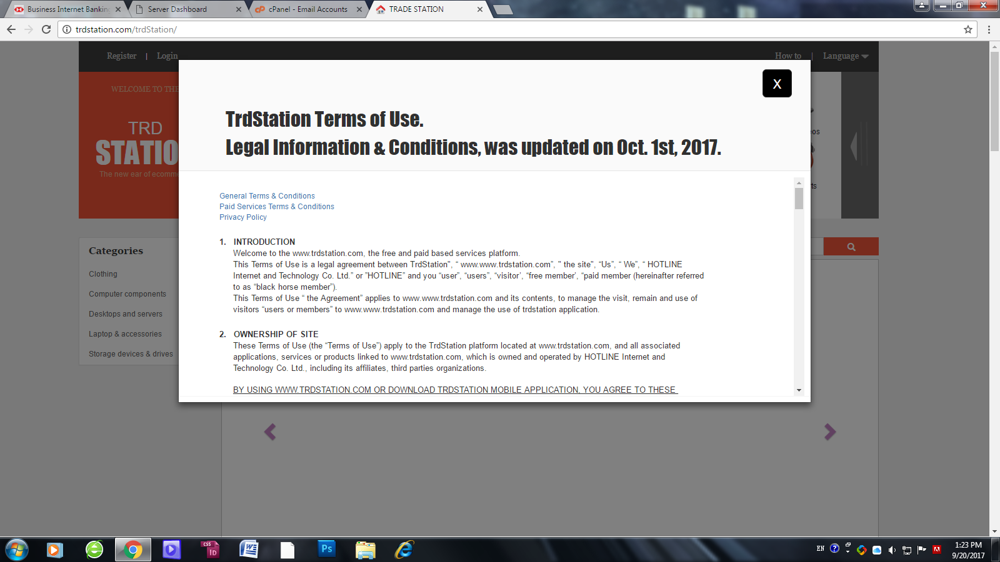 Business Internet Banking
Server Dashboard
cPanel - Email Accounts
TRADE STATION
trdstation.com/trdStation/
Register | Login
How to | Language
WELCOME TO THE
TRD
STATION
The new ear of ecomm
X
TrdStation Terms of Use.
Legal Information & Conditions, was updated on Oct. 1st, 2017.
General Terms & Conditions
Paid Services Terms & Conditions
Privacy Policy
1. INTRODUCTION
Welcome to the www.trdstation.com, the free and paid based services platform.
This Terms of Use is a legal agreement between TrdStation", “ www.www.trdstation.com”, " the site", “Us”, “ We”, “ HOTLINE
Internet and Technology Co. Ltd.” or ”HOTLINE” and you “user”, “users”, “visitor’, “free member’, “paid member (hereinafter referred
to as “black horse member”).
This Terms of Use “ the Agreement” applies to www.www.trdstation.com and its contents, to manage the visit, remain and use of
visitors “users or members” to www.www.trdstation.com and manage the use of trdstation application.
2. OWNERSHIP OF SITE
These Terms of Use (the “Terms of Use”) apply to the TrdStation platform located at www.trdstation.com, and all associated
applications, services or products linked to www.trdstation.com, which is owned and operated by HOTLINE Internet and
Technology Co. Ltd., including its affiliates, third parties organizations.
BY USING WWW.TRDSTATION.COM OR DOWNLOAD TRDSTATION MOBILE APPLICATION, YOU AGREE TO THESE
Categories
Clothing
Computer components
Desktops and servers
Laptop & accessories
Storage devices & drives
eos
ts
CS5
ID
W
Ps
EN
1:23 PM
9/20/2017